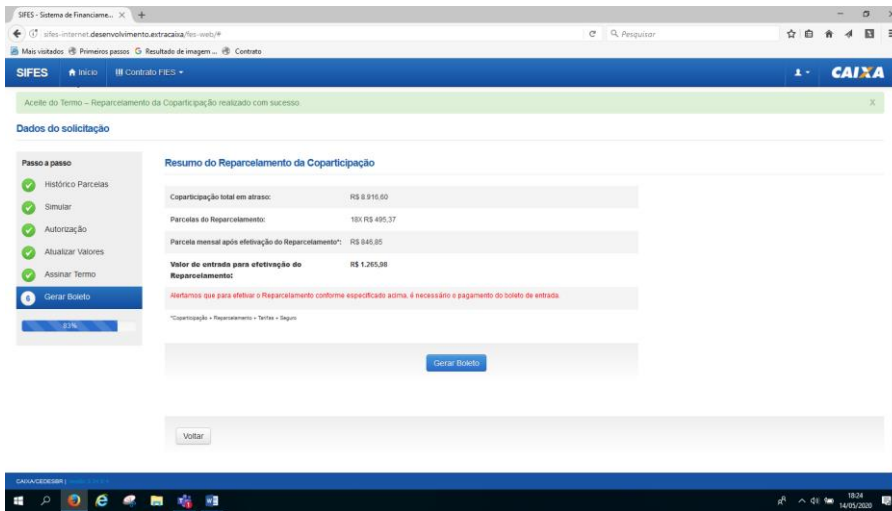 SIFES - Sistema de Financiame...
sifes-internet.desenvolvimento.extracaixa/fes-web/#
Pesquisar
Mais visitados Primeiros passos Resultado de imagem ... Contrato
SIFES Início Contrato FIES CAIXA
Aceite do Termo – Reparcelamento da Coparticipação realizado com sucesso. X
Dados do solicitação
Passo a passo
Histórico Parcelas
Simular
Autorização
Atualizar Valores
Assinar Termo
6 Gerar Boleto
83%
Resumo do Reparcelamento da Coparticipação
Coparticipação total em atraso: R$ 8.916,60
Parcelas do Reparcelamento: 18X R$ 495,37
Parcela mensal após efetivação do Reparcelamento*: R$ 846,85
Valor de entrada para efetivação do R$ 1.265,98
Reparcelamento:
Alertamos que para efetivar o Reparcelamento conforme especificado acima, é necessário o pagamento do boleto de entrada.
*Coparticipação + Reparcelamento + Tarifas + Seguro
Gerar Boleto
Voltar
CAIXA/CEDESBR |
18:24
14/05/2020